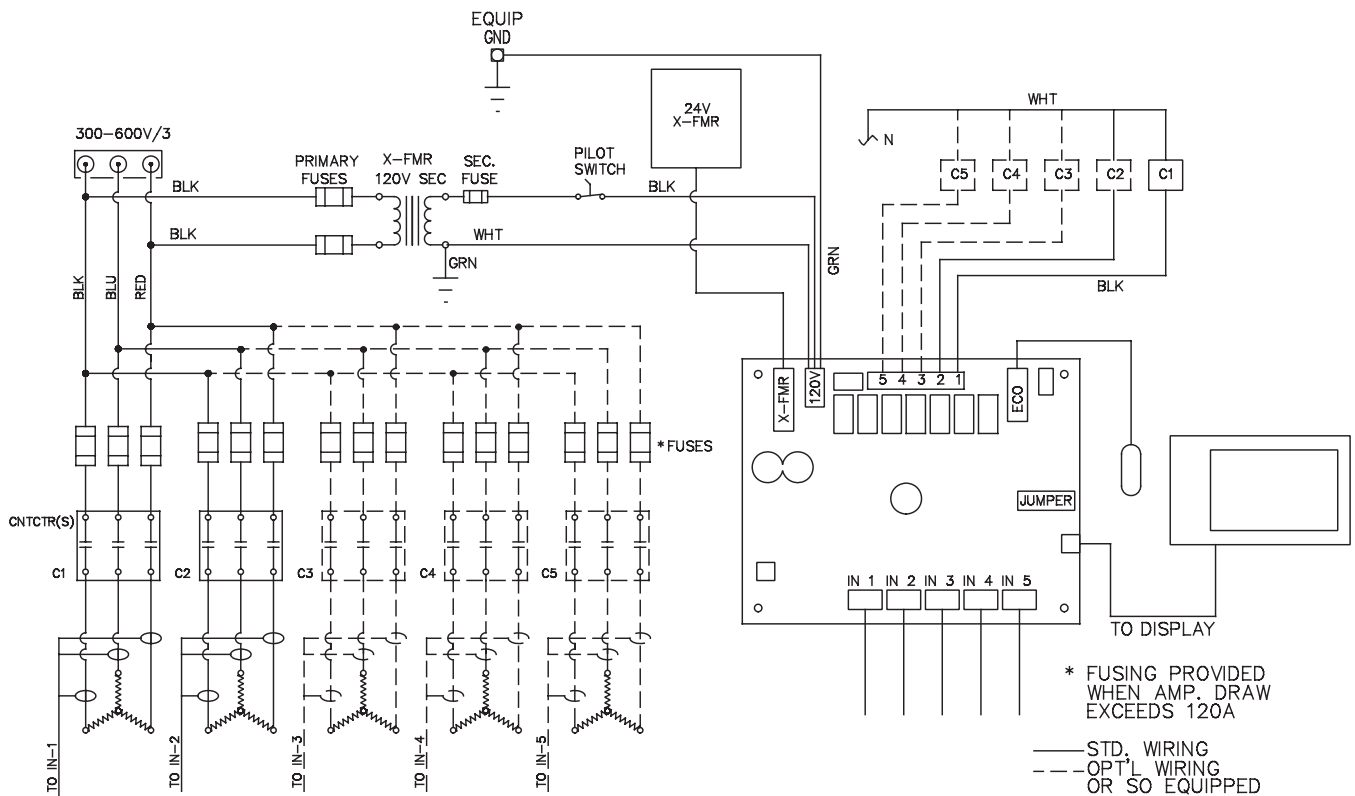 EQUIP
GND
24V
X-FMR
WHT
N
300-600V/3
PRIMARY
FUSES
X-FMR
120V SEC
SEC.
FUSE
PILOT
SWITCH
C5
C4
C3
C2
C1
BLK
BLK
BLK
WHT
GRN
GRN
BLK
BLK
BLU
RED
X-FMR
120V
5 4 3 2 1
ECO
*FUSES
JUMPER
CNTCTR(S)
C1
C2
C3
C4
C5
IN 1
IN 2
IN 3
IN 4
IN 5
TO DISPLAY
TO IN-1
TO IN-2
TO IN-3
TO IN-4
TO IN-5
* FUSING PROVIDED
WHEN AMP. DRAW
EXCEEDS 120A
STD. WIRING
OPT'L WIRING
OR SO EQUIPPED